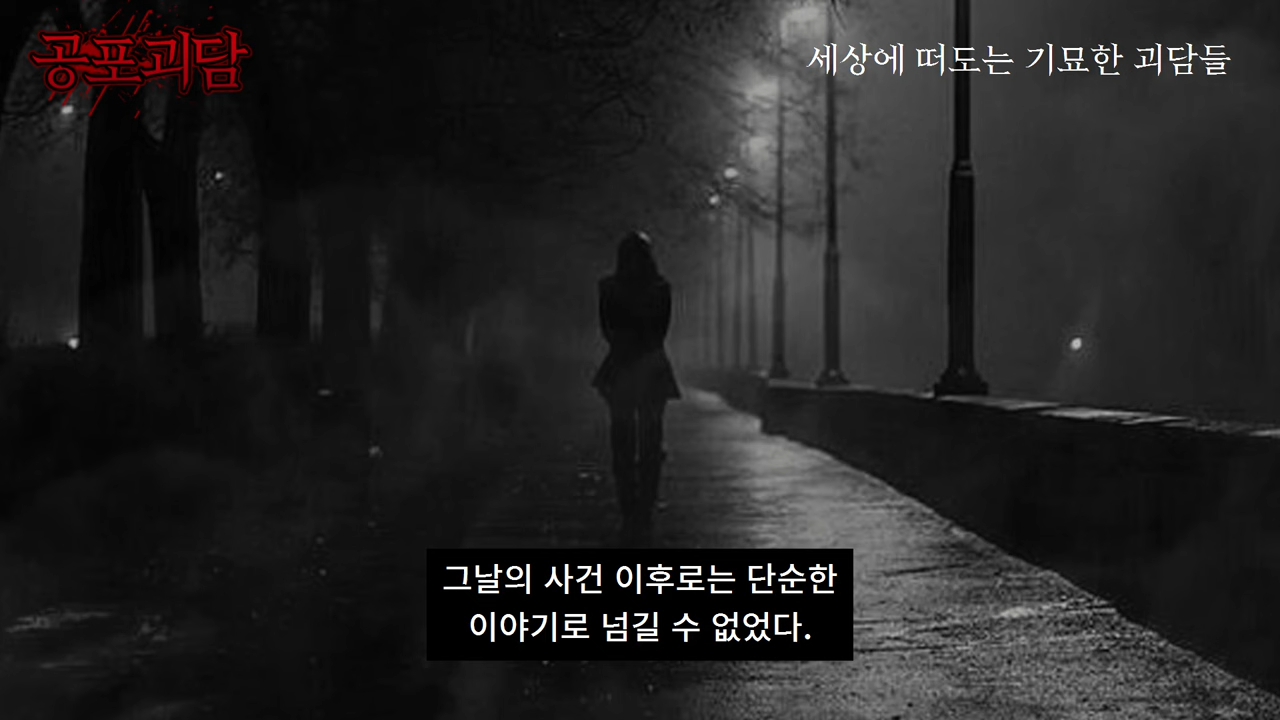 공포괴담
세상에 떠도는 기묘한 괴담들
그날의 사건 이후로는 단순한
이야기로 넘길 수 없었다.